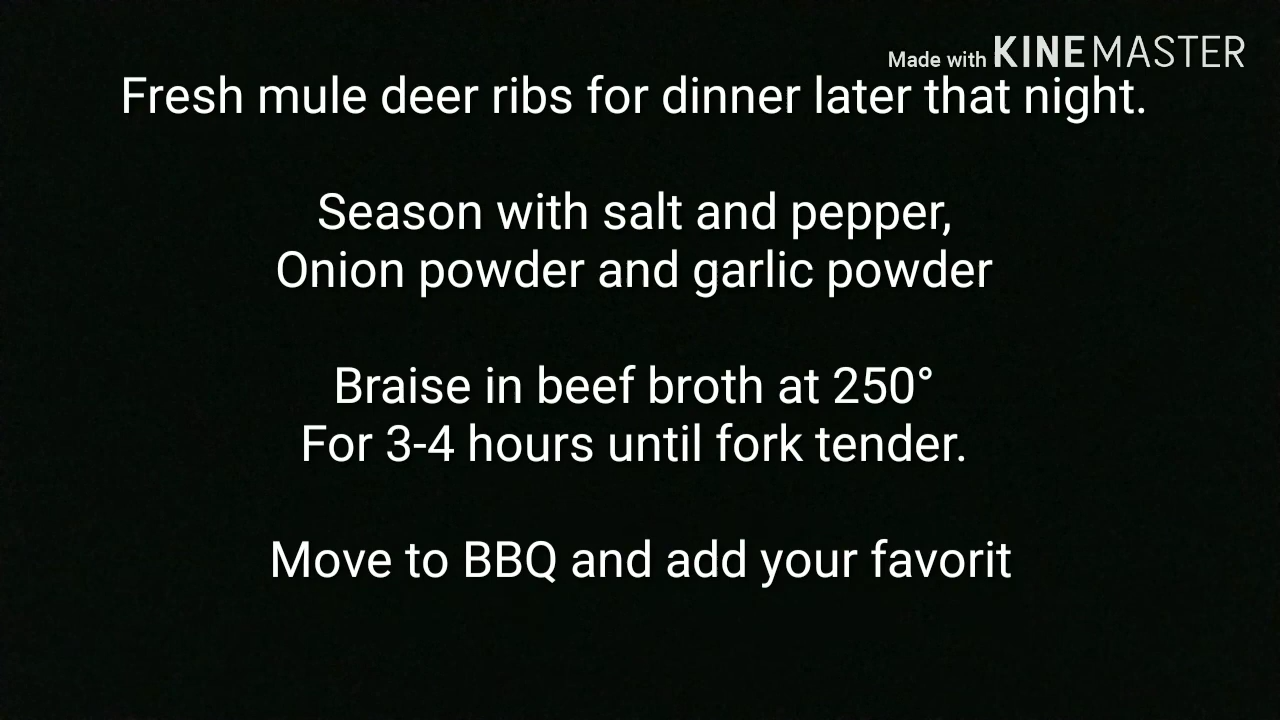 Made with KINEMASTER
Fresh mule deer ribs for dinner later that night.
Season with salt and pepper,
Onion powder and garlic powder
Braise in beef broth at 250°
For 3-4 hours until fork tender.
Move to BBQ and add your favorit